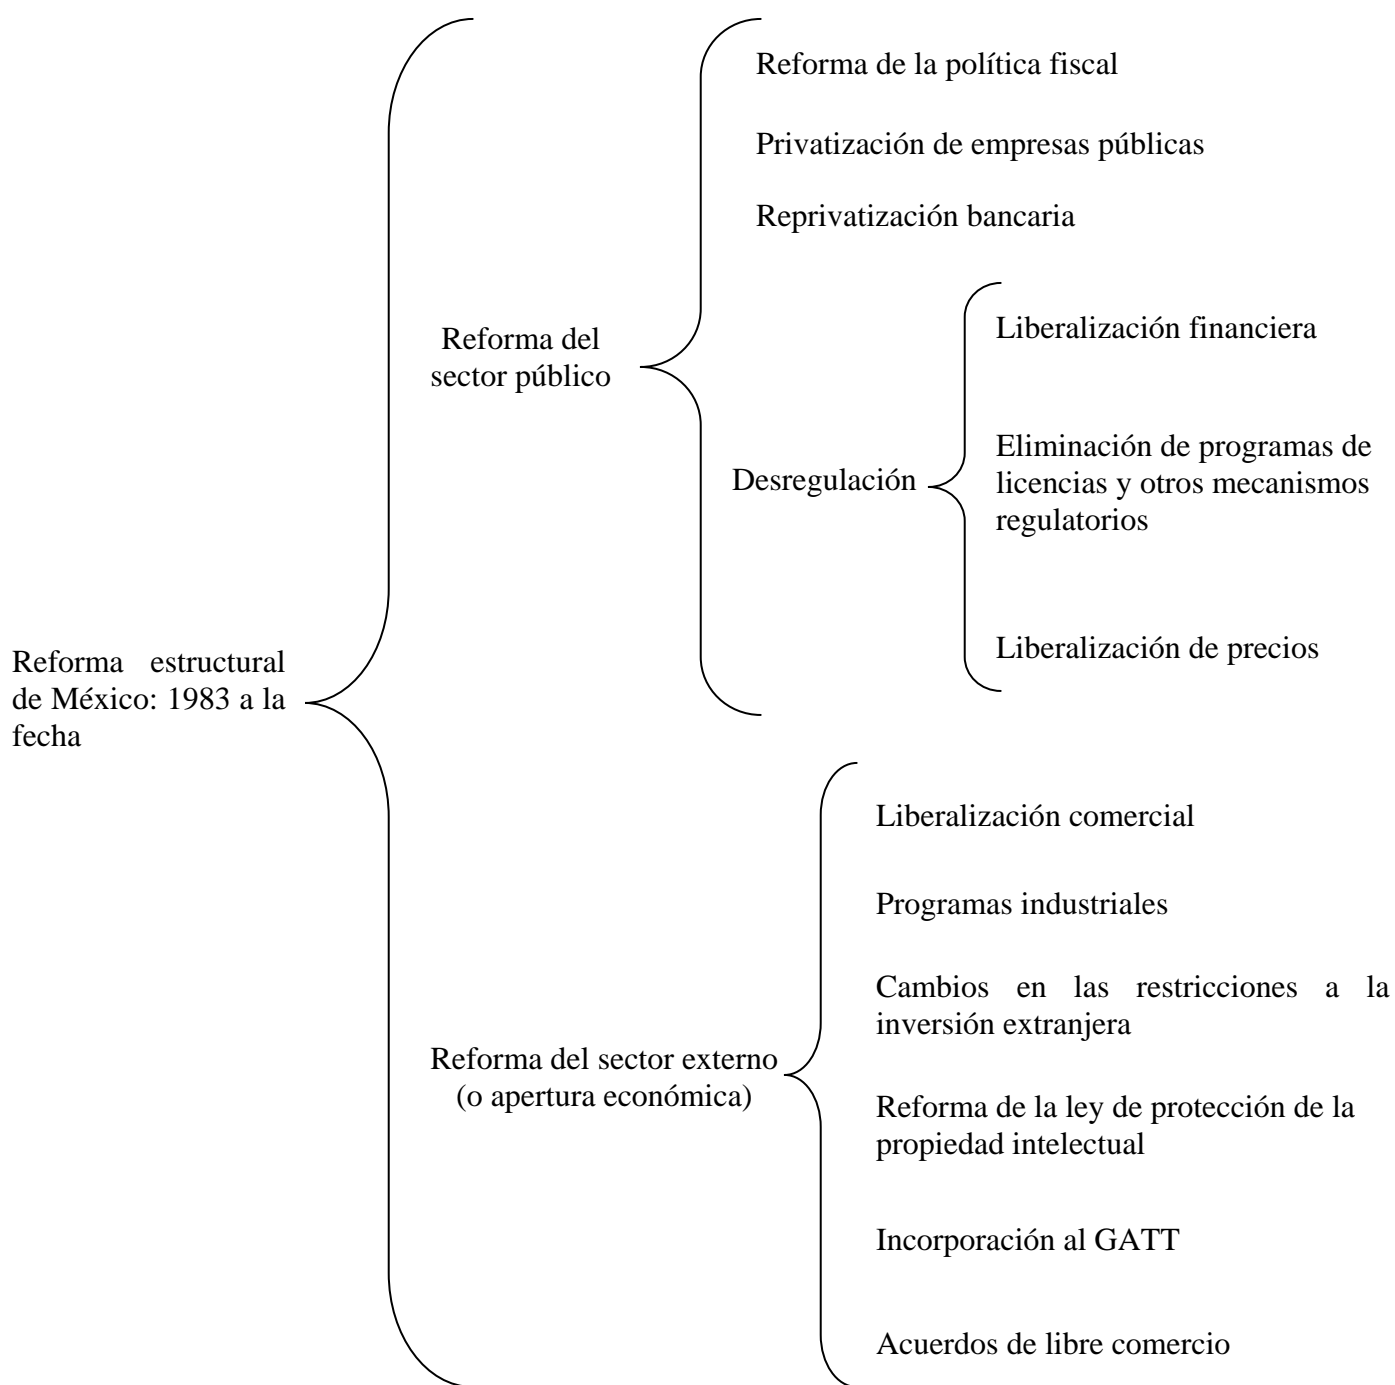 Reforma estructural
de México: 1983 a la
fecha
Reforma del
sector público
Reforma de la política fiscal
Privatización de empresas públicas
Reprivatización bancaria
Desregulación
Liberalización financiera
Eliminación de programas de
licencias y otros mecanismos
regulatorios
Liberalización de precios
Reforma del sector externo
(o apertura económica)
Liberalización comercial
Programas industriales
Cambios en las restricciones a la
inversión extranjera
Reforma de la ley de protección de la
propiedad intelectual
Incorporación al GATT
Acuerdos de libre comercio